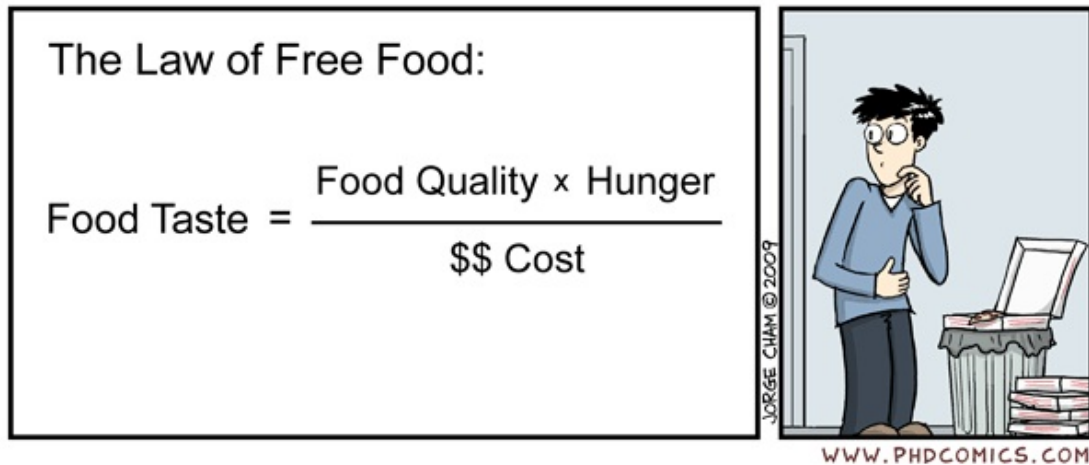 The Law of Free Food:
Food Taste = Food Quality x Hunger
$$ Cost
JORGE CHAM © 2009
WWW.PHDCOMICS.COM